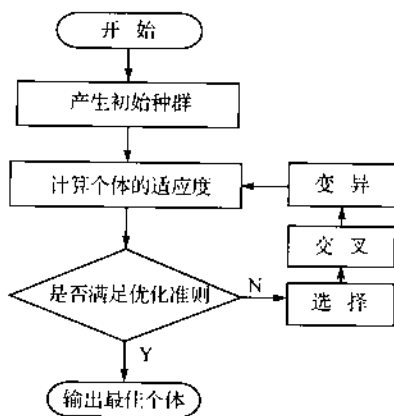 开 始
产生初始种群
计算个体的适应度
变 异
交 叉
是否满足优化准则
N
选 择
Y
输出最佳个体